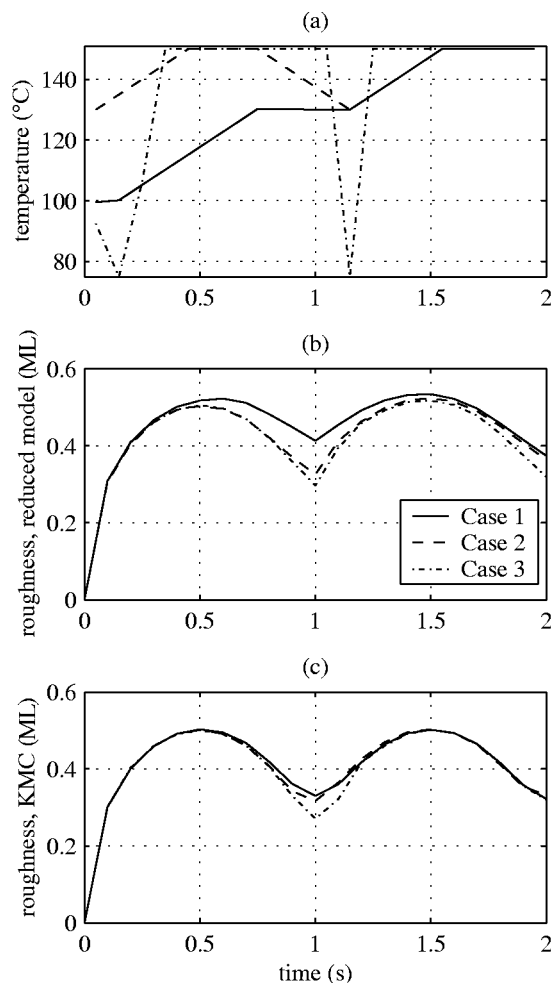 (a)
temperature (°C)
140
120
100
80
0
0.5
1
1.5
2
(b)
roughness, reduced model (ML)
0.6
0.4
0.2
0
Case 1
Case 2
Case 3
0
0.5
1
1.5
2
(c)
roughness, KMC (ML)
0.6
0.4
0.2
0
0
0.5
1
1.5
2
time (s)